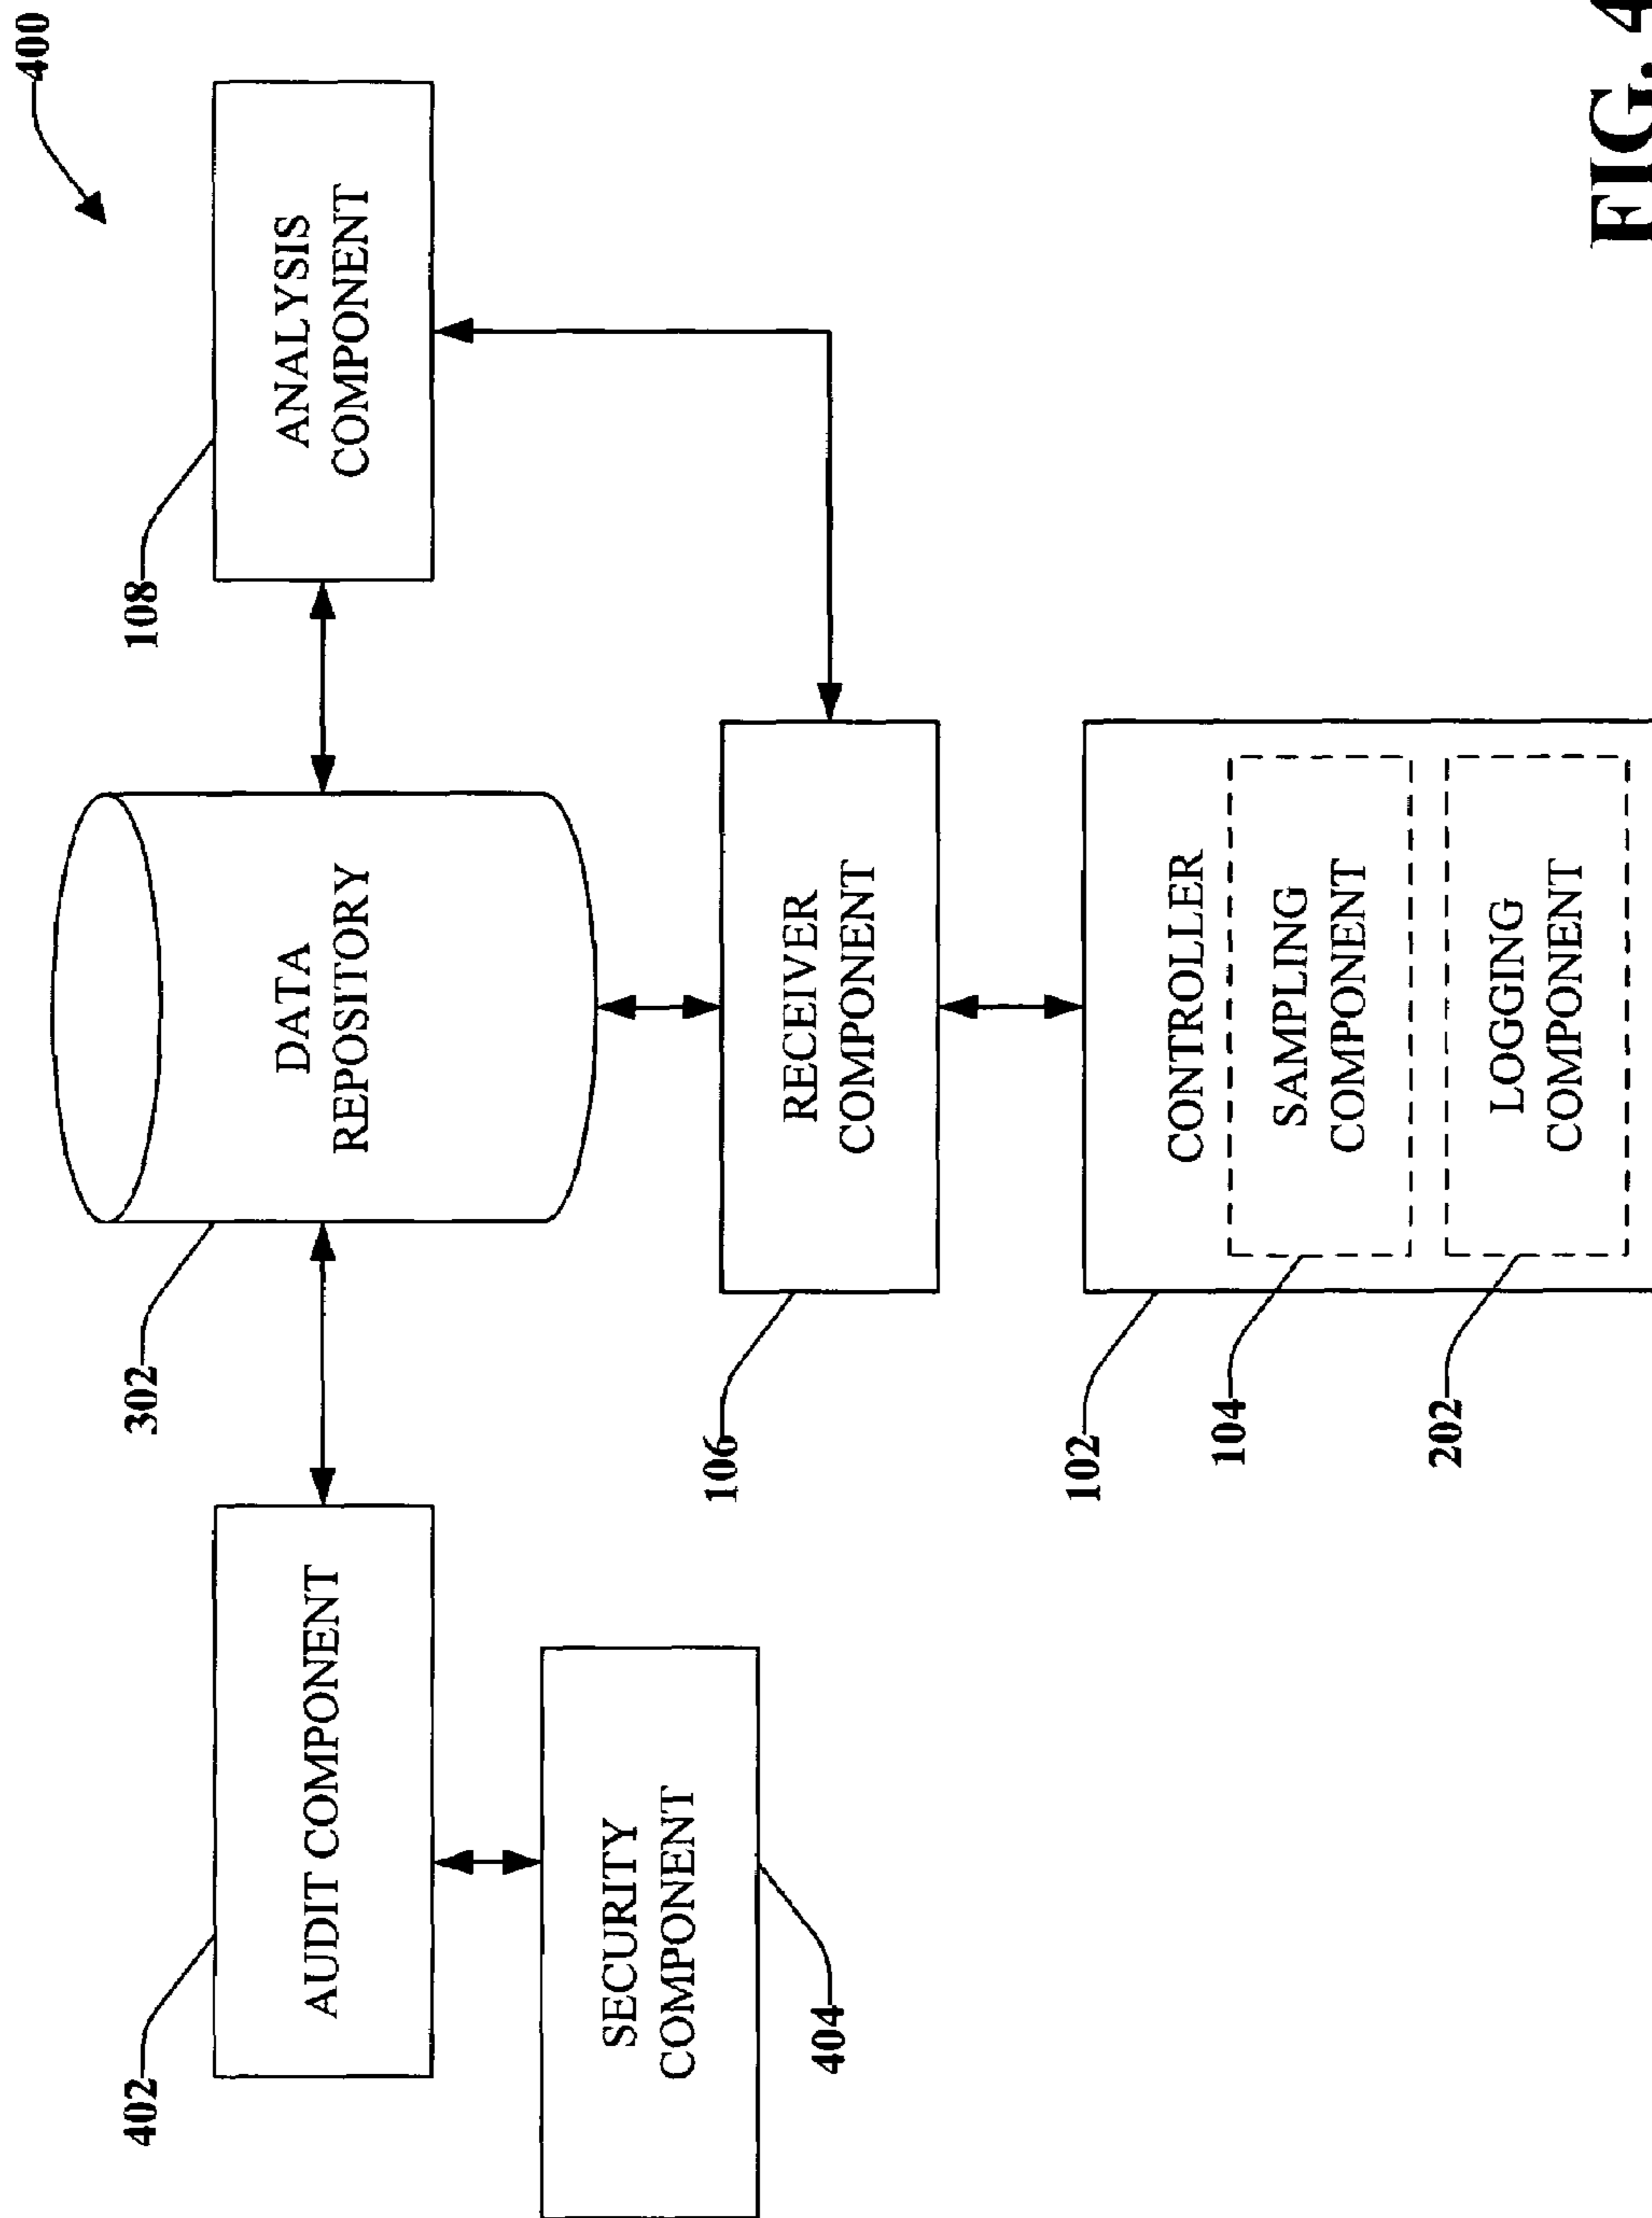 400
402
AUDIT COMPONENT
302
DATA
REPOSITORY
108
ANALYSIS
COMPONENT
SECURITY
COMPONENT
404
106
RECEIVER
COMPONENT
102
CONTROLLER
104
SAMPLING
COMPONENT
202
LOGGING
COMPONENT
FIG. 4